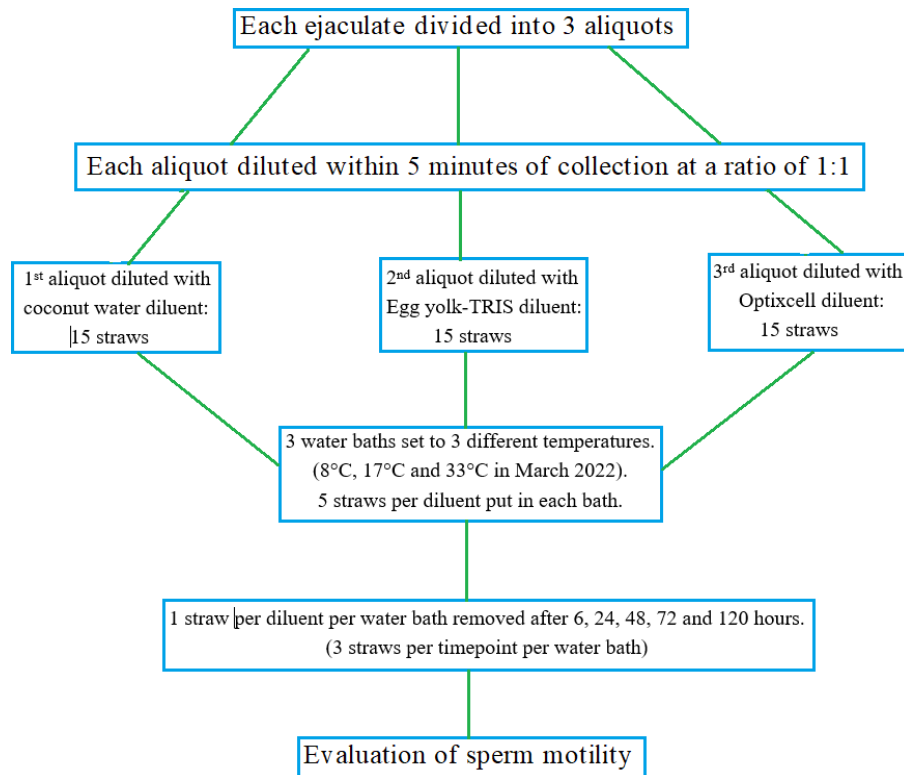 Each ejaculate divided into 3 aliquots
Each aliquot diluted within 5 minutes of collection at a ratio of 1:1
1st aliquot diluted with
coconut water diluent:
15 straws
2nd aliquot diluted with
Egg yolk-TRIS diluent:
15 straws
3rd aliquot diluted with
Optixcell diluent:
15 straws
3 water baths set to 3 different temperatures.
(8°C, 17°C and 33°C in March 2022).
5 straws per diluent put in each bath.
1 straw per diluent per water bath removed after 6, 24, 48, 72 and 120 hours.
(3 straws per timepoint per water bath)
Evaluation of sperm motility